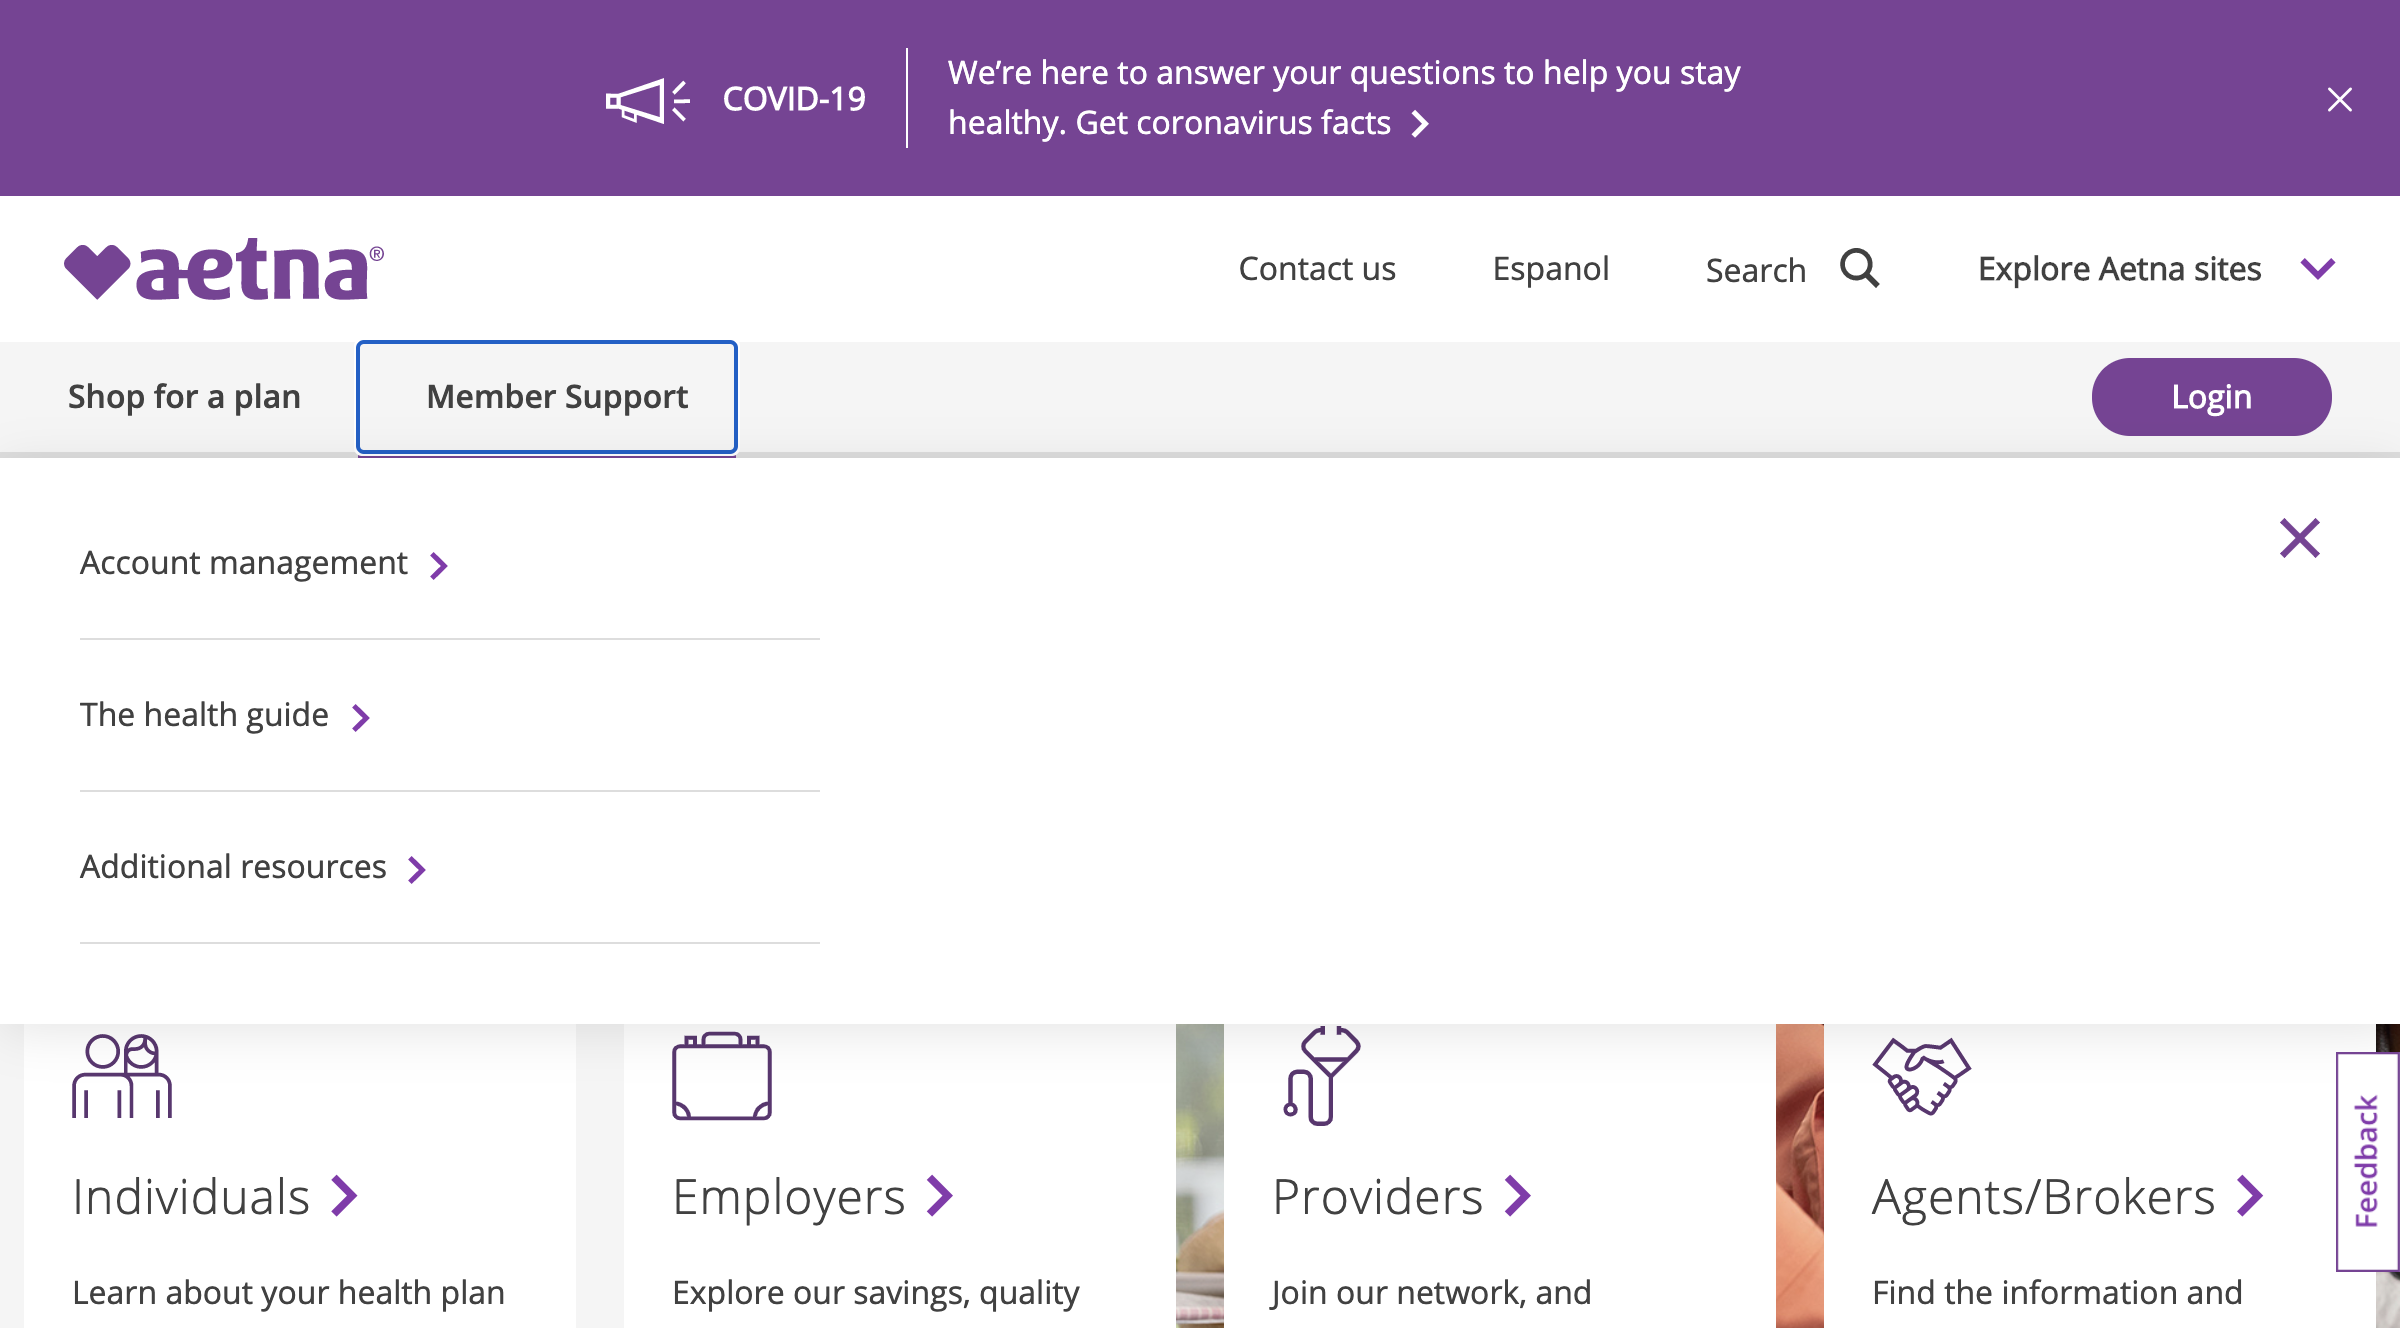 COVID-19
We’re here to answer your questions to help you stay
healthy. Get coronavirus facts
aetna®
Contact us
Espanol
Search
Explore Aetna sites
Shop for a plan
Member Support
Login
Account management
The health guide
Additional resources
Individuals
Employers
Providers
Agents/Brokers
Learn about your health plan
Explore our savings, quality
Join our network, and
Find the information and
Feedback